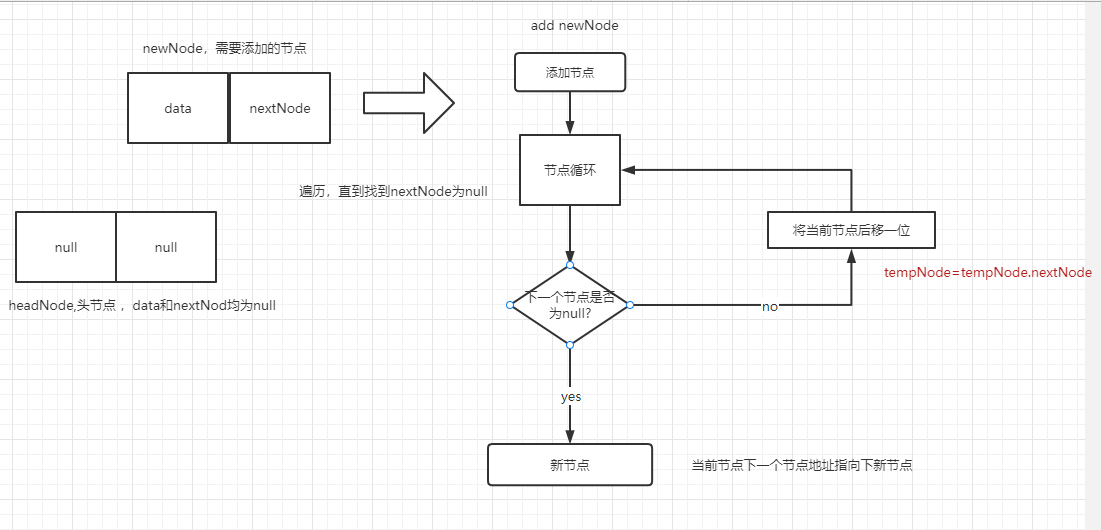 add newNode
newNode，需要添加的节点
添加节点
data
nextNode
节点循环
遍历，直到找到nextNode为null
将当前节点后移一位
null
null
tempNode=tempNode.nextNode
headNode,头节点 ，data和nextNod均为null
下一个节点是否
为null?
no
yes
新节点
当前节点下一个节点地址指向下新节点